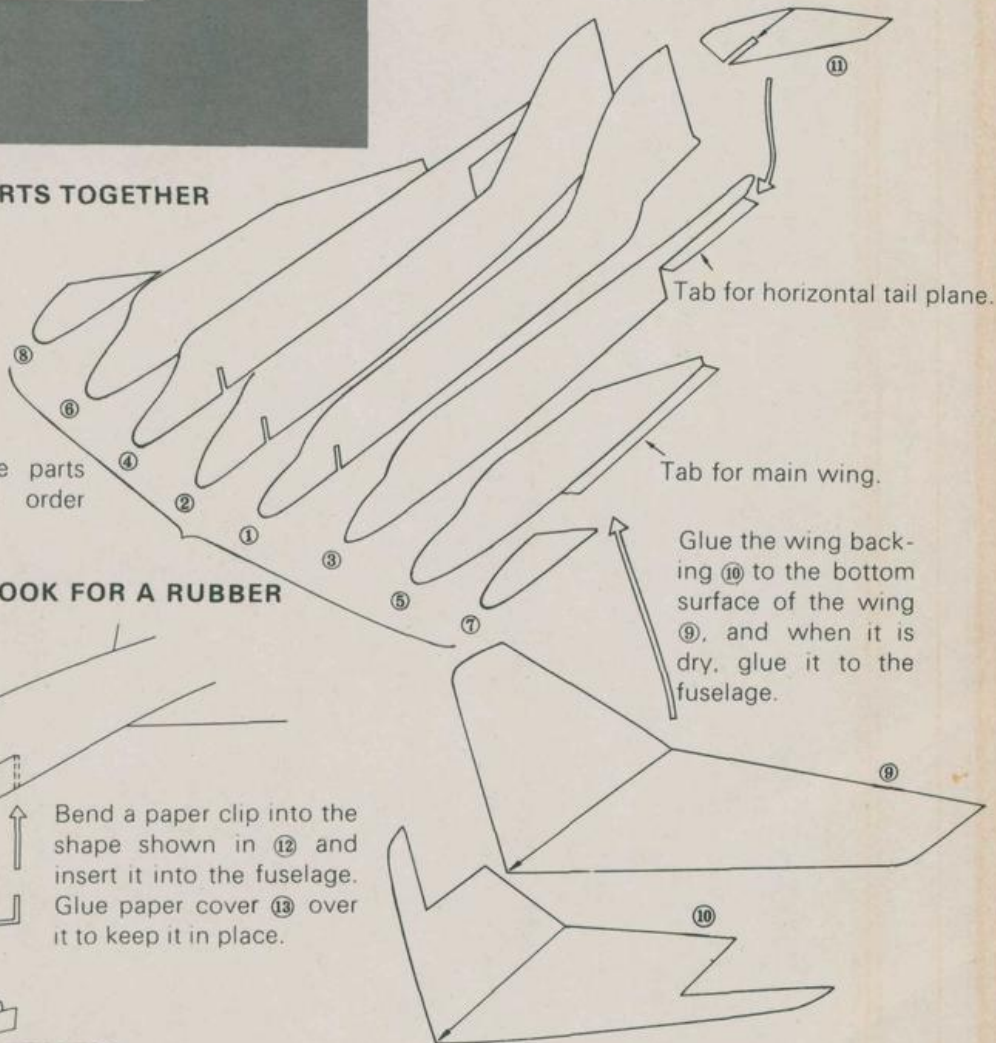 RTS TOGETHER
⑪
Tab for horizontal tail plane.
⑧
⑥
④
②
①
③
⑤
⑦
parts
order
Tab for main wing.
Glue the wing back-
ing ⑩ to the bottom
surface of the wing
⑨, and when it is
dry, glue it to the
fuselage.
OOK FOR A RUBBER
⑨
Bend a paper clip into the
shape shown in ⑫ and
insert it into the fuselage.
Glue paper cover ⑬ over
it to keep it in place.
⑩